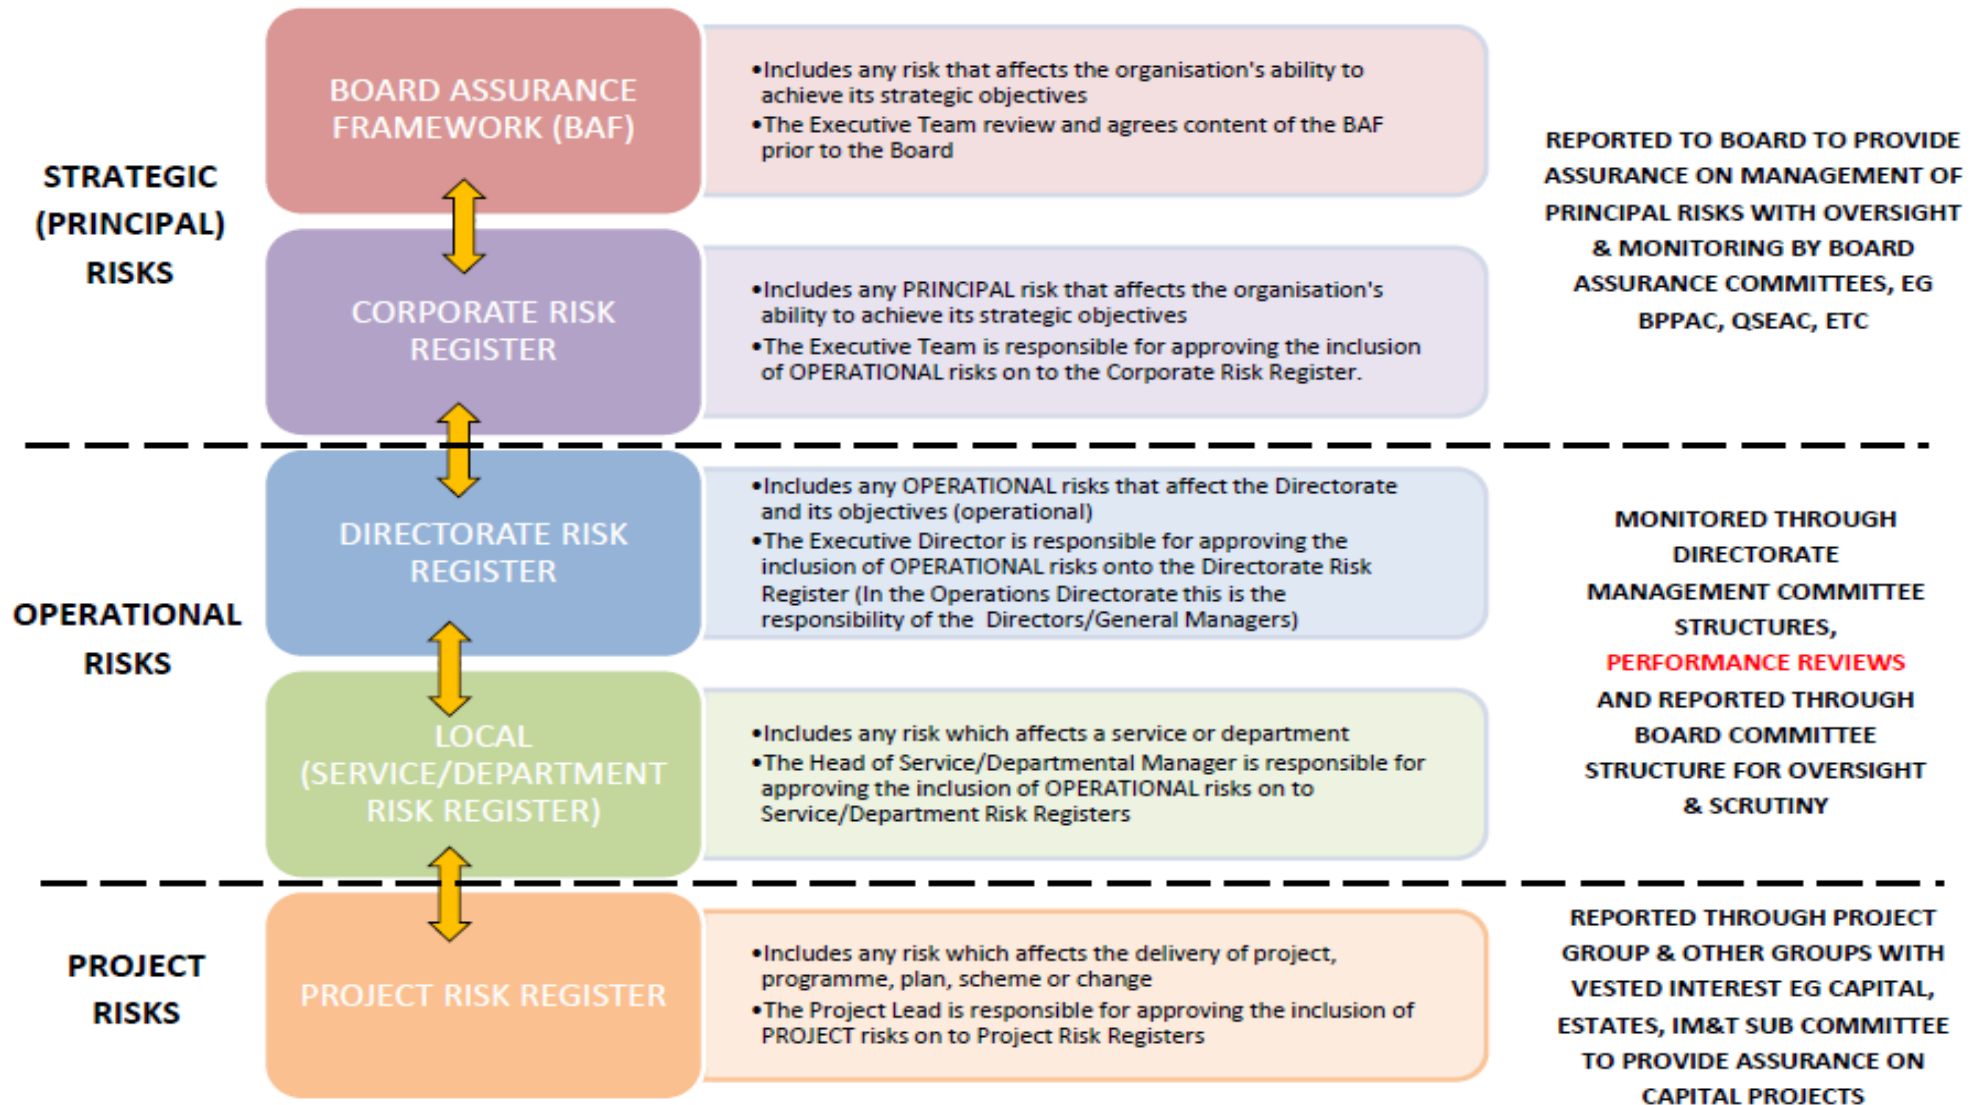 STRATEGIC
(PRINCIPAL)
RISKS
BOARD ASSURANCE
FRAMEWORK (BAF)
•Includes any risk that affects the organisation's ability to
achieve its strategic objectives
•The Executive Team review and agrees content of the BAF
prior to the Board
CORPORATE RISK
REGISTER
•Includes any PRINCIPAL risk that affects the organisation's
ability to achieve its strategic objectives
•The Executive Team is responsible for approving the inclusion
of OPERATIONAL risks on to the Corporate Risk Register.
REPORTED TO BOARD TO PROVIDE
ASSURANCE ON MANAGEMENT OF
PRINCIPAL RISKS WITH OVERSIGHT
& MONITORING BY BOARD
ASSURANCE COMMITTEES, EG
BPPAC, QSEAC, ETC
OPERATIONAL
RISKS
DIRECTORATE RISK
REGISTER
•Includes any OPERATIONAL risks that affect the Directorate
and its objectives (operational)
•The Executive Director is responsible for approving the
inclusion of OPERATIONAL risks onto the Directorate Risk
Register (In the Operations Directorate this is the
responsibility of the  Directors/General Managers)
LOCAL
(SERVICE/DEPARTMENT
RISK REGISTER)
•Includes any risk which affects a service or department
•The Head of Service/Departmental Manager is responsible for
approving the inclusion of OPERATIONAL risks on to
Service/Department Risk Registers
MONITORED THROUGH
DIRECTORATE
MANAGEMENT COMMITTEE
STRUCTURES,
PERFORMANCE REVIEWS
AND REPORTED THROUGH
BOARD COMMITTEE
STRUCTURE FOR OVERSIGHT
& SCRUTINY
PROJECT
RISKS
PROJECT RISK REGISTER
•Includes any risk which affects the delivery of project,
programme, plan, scheme or change
•The Project Lead is responsible for approving the inclusion of
PROJECT risks on to Project Risk Registers
REPORTED THROUGH PROJECT
GROUP & OTHER GROUPS WITH
VESTED INTEREST EG CAPITAL,
ESTATES, IM&T SUB COMMITTEE
TO PROVIDE ASSURANCE ON
CAPITAL PROJECTS